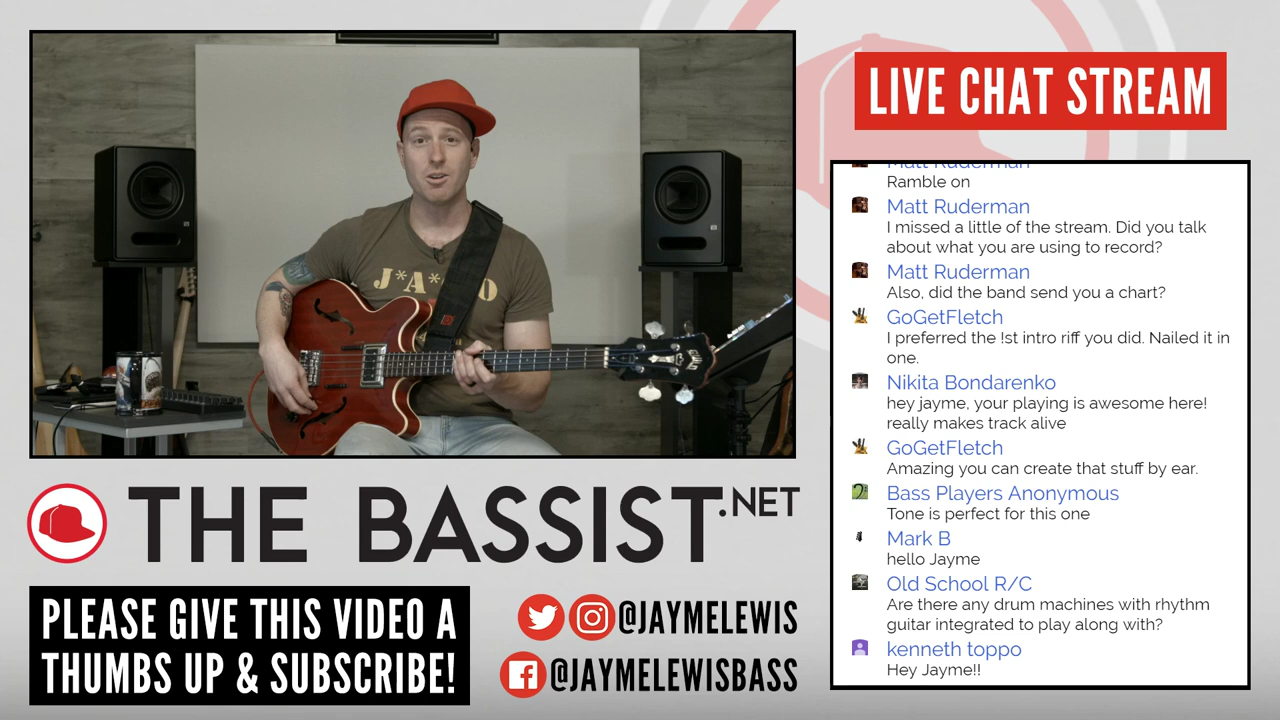 LIVE CHAT STREAM
Matt Ruderman
Ramble on
Matt Ruderman
I missed a little of the stream. Did you talk
about what you are using to record?
Matt Ruderman
Also, did the band send you a chart?
GoGetFletch
I preferred the !st intro riff you did. Nailed it in
one.
Nikita Bondarenko
hey jayme, your playing is awesome here!
really makes track alive
GoGetFletch
Amazing you can create that stuff by ear.
Bass Players Anonymous
Tone is perfect for this one
Mark B
hello Jayme
Old School R/C
Are there any drum machines with rhythm
guitar integrated to play along with?
kenneth toppo
Hey Jayme!!
THE BASSIST.NET
PLEASE GIVE THIS VIDEO A
THUMBS UP & SUBSCRIBE!
@JAYMELEWIS
@JAYMELEWISBASS